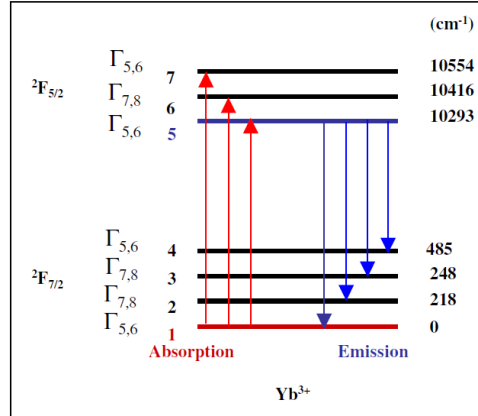 (cm⁻¹)
Γ5,6 7 10554
²F5/2 Γ7,8 6 10416
Γ5,6 5 10293
Γ5,6 4 485
²F7/2 Γ7,8 3 248
Γ7,8 2 218
Γ5,6 1 0
Absorption Emission
Yb³⁺